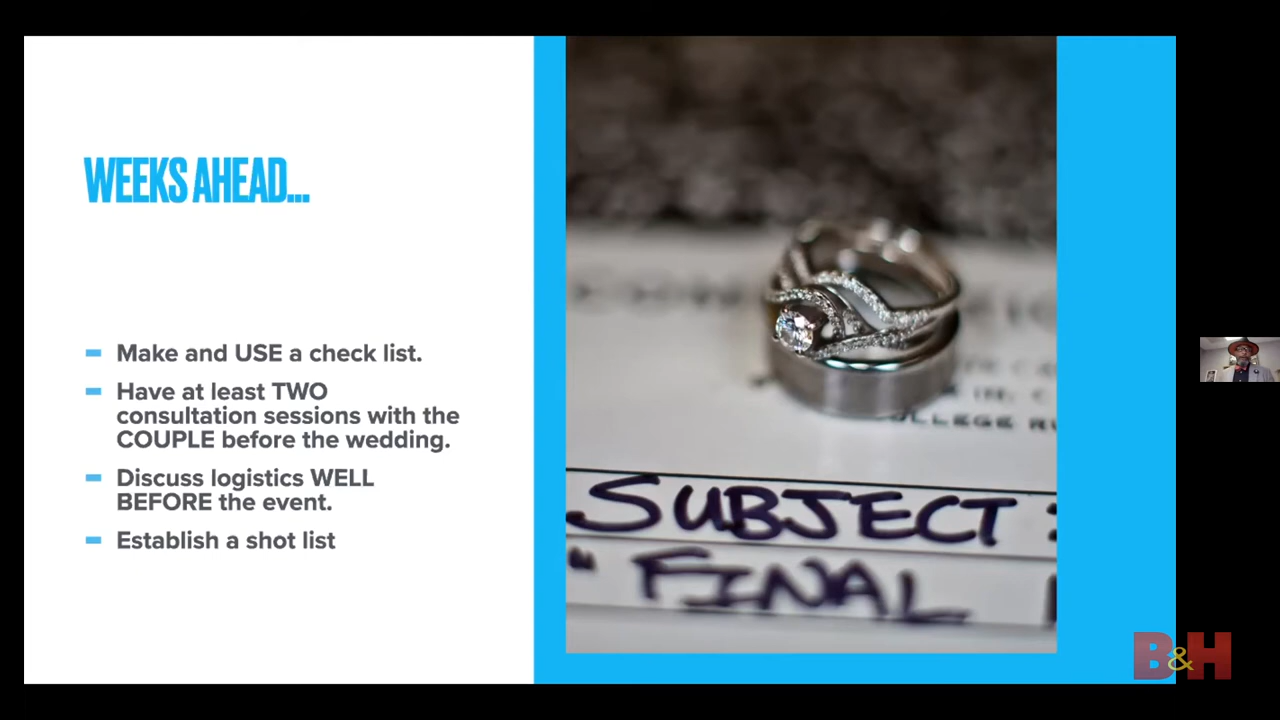 WEEKS AHEAD...
Make and USE a check list.
Have at least TWO
consultation sessions with the
COUPLE before the wedding.
Discuss logistics WELL
BEFORE the event.
Establish a shot list
COLLEGE
SUBJECT:
"FINAL
B&H